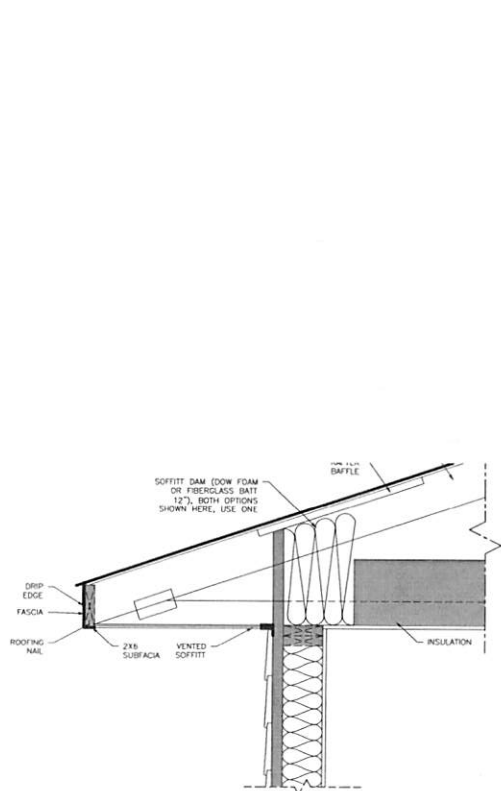 SOFFITT DAM (DOW FOAM
OR FIBERGLASS BATT
12"), BOTH OPTIONS
SHOWN HERE, USE ONE
BAFFLE
DRIP
EDGE
FASCIA
ROOFING
NAIL
2X6
SUBFACIA
VENTED
SOFFITT
INSULATION